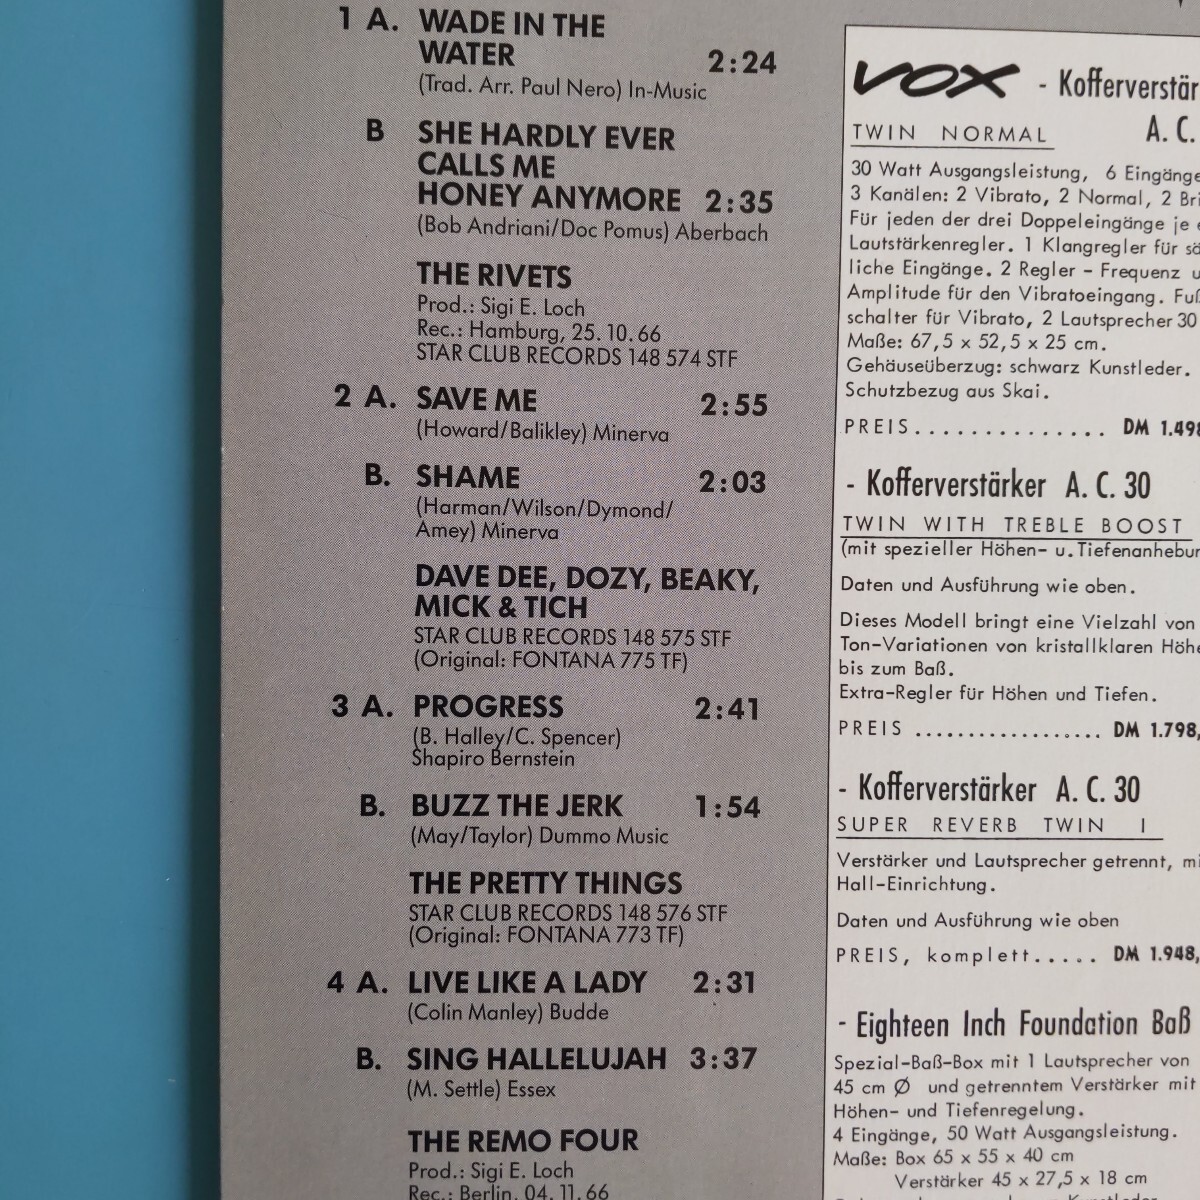 1 A. WADE IN THE
WATER 2:24
(Trad. Arr. Paul Nero) In-Music
B SHE HARDLY EVER
CALLS ME
HONEY ANYMORE 2:35
(Bob Andriani/Doc Pomus) Aberbach
THE RIVETS
Prod.: Sigi E. Loch
Rec.: Hamburg, 25. 10. 66
STAR CLUB RECORDS 148 574 STF
2 A. SAVE ME 2:55
(Howard/Balikley) Minerva
B. SHAME 2:03
(Harman/Wilson/Dymond/
Amey) Minerva
DAVE DEE, DOZY, BEAKY,
MICK & TICH
STAR CLUB RECORDS 148 575 STF
(Original: FONTANA 775 TF)
3 A. PROGRESS 2:41
(B. Halley/C. Spencer)
Shapiro Bernstein
B. BUZZ THE JERK 1:54
(May/Taylor) Dummo Music
THE PRETTY THINGS
STAR CLUB RECORDS 148 576 STF
(Original: FONTANA 773 TF)
4 A. LIVE LIKE A LADY 2:31
(Colin Manley) Budde
B. SING HALLELUJAH 3:37
(M. Settle) Essex
THE REMO FOUR
Prod.: Sigi E. Loch
Rec.: Berlin, 04. 11. 66
VOX - Kofferverstär
TWIN NORMAL A. C.
30 Watt Ausgangsleistung, 6 Eingänge
3 Kanälen: 2 Vibrato, 2 Normal, 2 Bri
Für jeden der drei Doppeleingänge je e
Lautstärkenregler. 1 Klangregler für sä
liche Eingänge. 2 Regler - Frequenz u
Amplitude für den Vibratoeingang. Fuß
schalter für Vibrato, 2 Lautsprecher 30
Maße: 67,5 x 52,5 x 25 cm.
Gehäuseüberzug: schwarz Kunstleder.
Schutzbezug aus Skai.
PREIS.............. DM 1.498
- Kofferverstärker A. C. 30
TWIN WITH TREBLE BOOST
(mit spezieller Höhen- u. Tiefenanhebun
Daten und Ausführung wie oben.
Dieses Modell bringt eine Vielzahl von
Ton-Variationen von kristallklaren Höhe
bis zum Baß.
Extra-Regler für Höhen und Tiefen.
PREIS ................. DM 1.798,
- Kofferverstärker A. C. 30
SUPER REVERB TWIN I
Verstärker und Lautsprecher getrennt, mi
Hall-Einrichtung.
Daten und Ausführung wie oben
PREIS, komplett..... DM 1.948,
- Eighteen Inch Foundation Baß
Spezial-Baß-Box mit 1 Lautsprecher von
45 cm Ø und getrenntem Verstärker mit
Höhen- und Tiefenregelung.
4 Eingänge, 50 Watt Ausgangsleistung.
Maße: Box 65 x 55 x 40 cm
Verstärker 45 x 27,5 x 18 cm